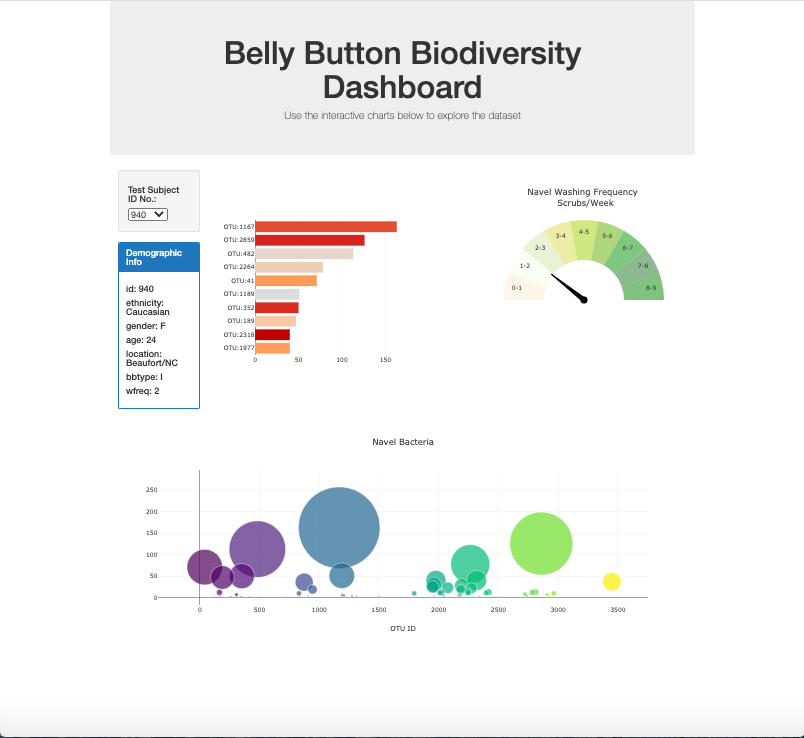 Belly Button Biodiversity
Dashboard
Use the interactive charts below to explore the dataset
Test Subject
ID No.:
940
Demographic
Info
id: 940
ethnicity:
Caucasian
gender: F
age: 24
location:
Beaufort/NC
bbtype: I
wfreq: 2
OTU:1167
OTU:2859
OTU:482
OTU:2264
OTU:41
OTU:1189
OTU:352
OTU:189
OTU:2318
OTU:1977
0 50 100 150
Navel Washing Frequency
Scrubs/Week
0-1
1-2
2-3
3-4
4-5
5-6
6-7
7-8
8-9
Navel Bacteria
250
200
150
100
50
0
0 500 1000 1500 2000 2500 3000 3500
OTU ID